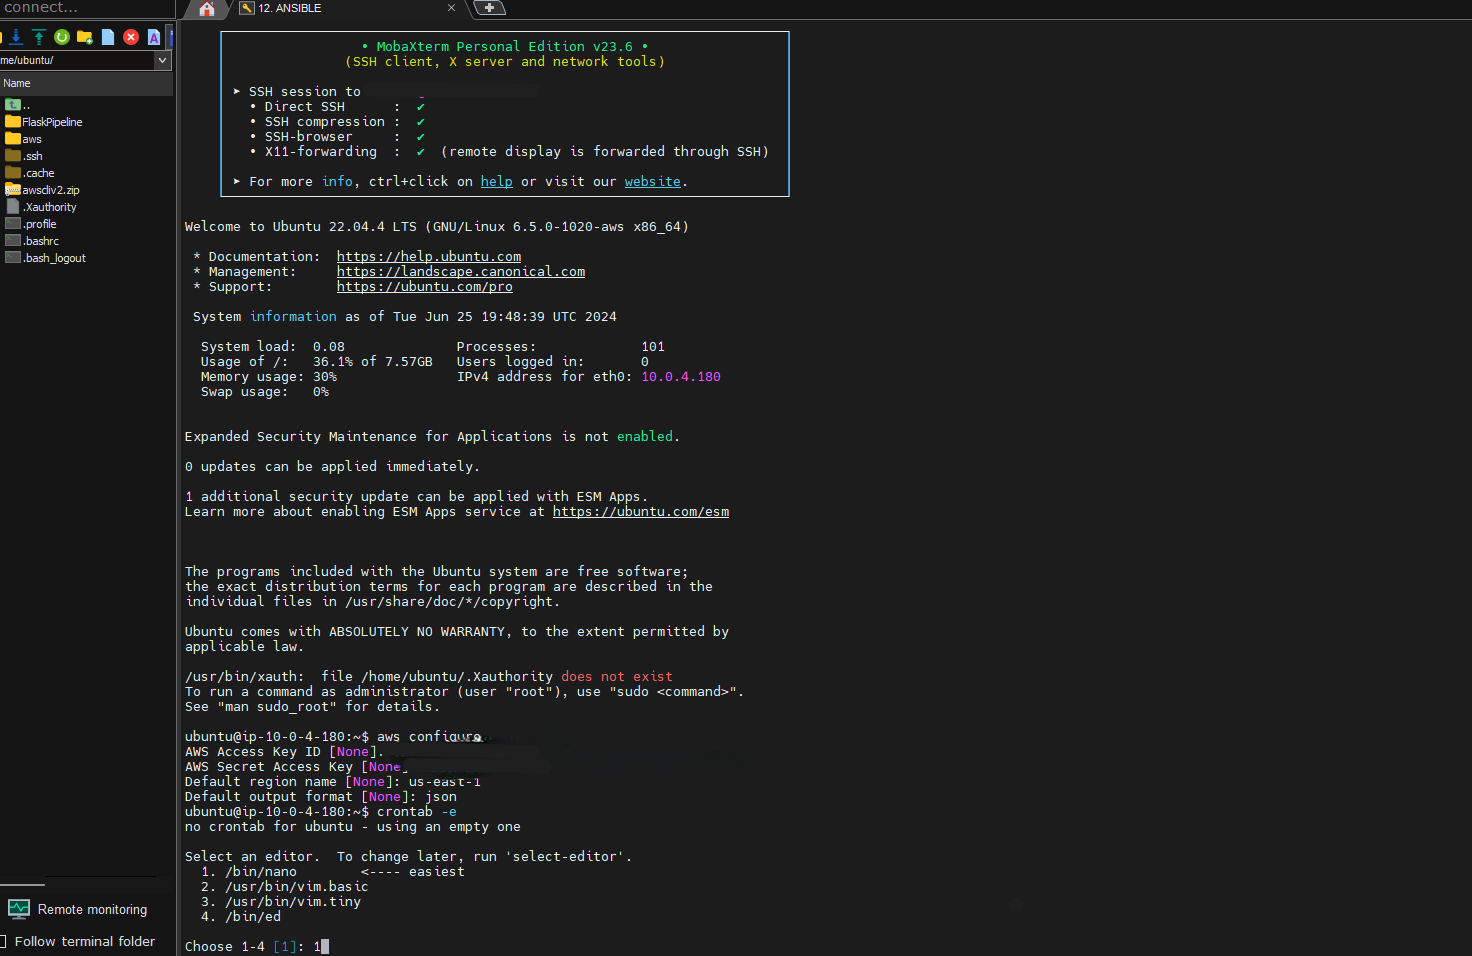 connect...
12. ANSIBLE
me/ubuntu/
Name
..
FlaskPipeline
aws
.ssh
.cache
awscliv2.zip
.Xauthority
.profile
.bashrc
.bash_logout
Remote monitoring
Follow terminal folder
• MobaXterm Personal Edition v23.6 •
(SSH client, X server and network tools)
➤ SSH session to
• Direct SSH : ✔
• SSH compression : ✔
• SSH-browser : ✔
• X11-forwarding : ✔ (remote display is forwarded through SSH)
➤ For more info, ctrl+click on help or visit our website.
Welcome to Ubuntu 22.04.4 LTS (GNU/Linux 6.5.0-1020-aws x86_64)
* Documentation: https://help.ubuntu.com
* Management: https://landscape.canonical.com
* Support: https://ubuntu.com/pro
System information as of Tue Jun 25 19:48:39 UTC 2024
System load: 0.08 Processes: 101
Usage of /: 36.1% of 7.57GB Users logged in: 0
Memory usage: 30% IPv4 address for eth0: 10.0.4.180
Swap usage: 0%
Expanded Security Maintenance for Applications is not enabled.
0 updates can be applied immediately.
1 additional security update can be applied with ESM Apps.
Learn more about enabling ESM Apps service at https://ubuntu.com/esm
The programs included with the Ubuntu system are free software;
the exact distribution terms for each program are described in the
individual files in /usr/share/doc/*/copyright.
Ubuntu comes with ABSOLUTELY NO WARRANTY, to the extent permitted by
applicable law.
/usr/bin/xauth: file /home/ubuntu/.Xauthority does not exist
To run a command as administrator (user "root"), use "sudo <command>".
See "man sudo_root" for details.
ubuntu@ip-10-0-4-180:~$ aws configure
AWS Access Key ID [None]
AWS Secret Access Key [None]
Default region name [None]: us-east-1
Default output format [None]: json
ubuntu@ip-10-0-4-180:~$ crontab -e
no crontab for ubuntu - using an empty one
Select an editor. To change later, run 'select-editor'.
1. /bin/nano <---- easiest
2. /usr/bin/vim.basic
3. /usr/bin/vim.tiny
4. /bin/ed
Choose 1-4 [1]: 1